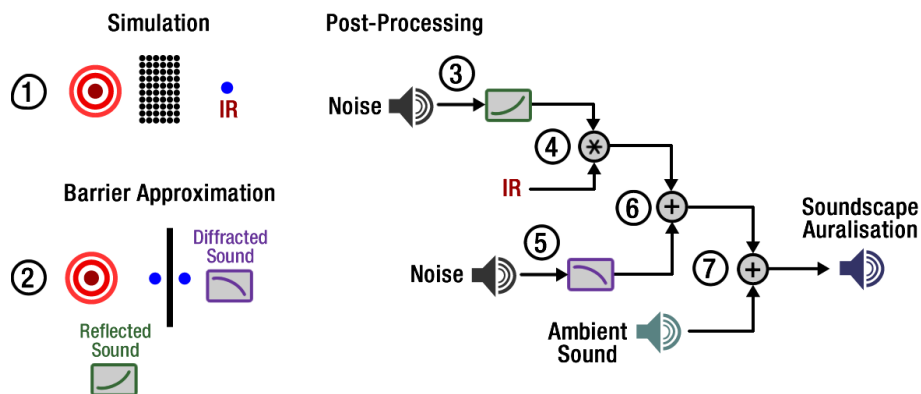 Simulation
1
IR
Barrier Approximation
2
Diffracted
Sound
Reflected
Sound
Post-Processing
3
Noise
4
*
IR
6
+
5
Noise
7
+
Soundscape
Auralisation
Ambient
Sound